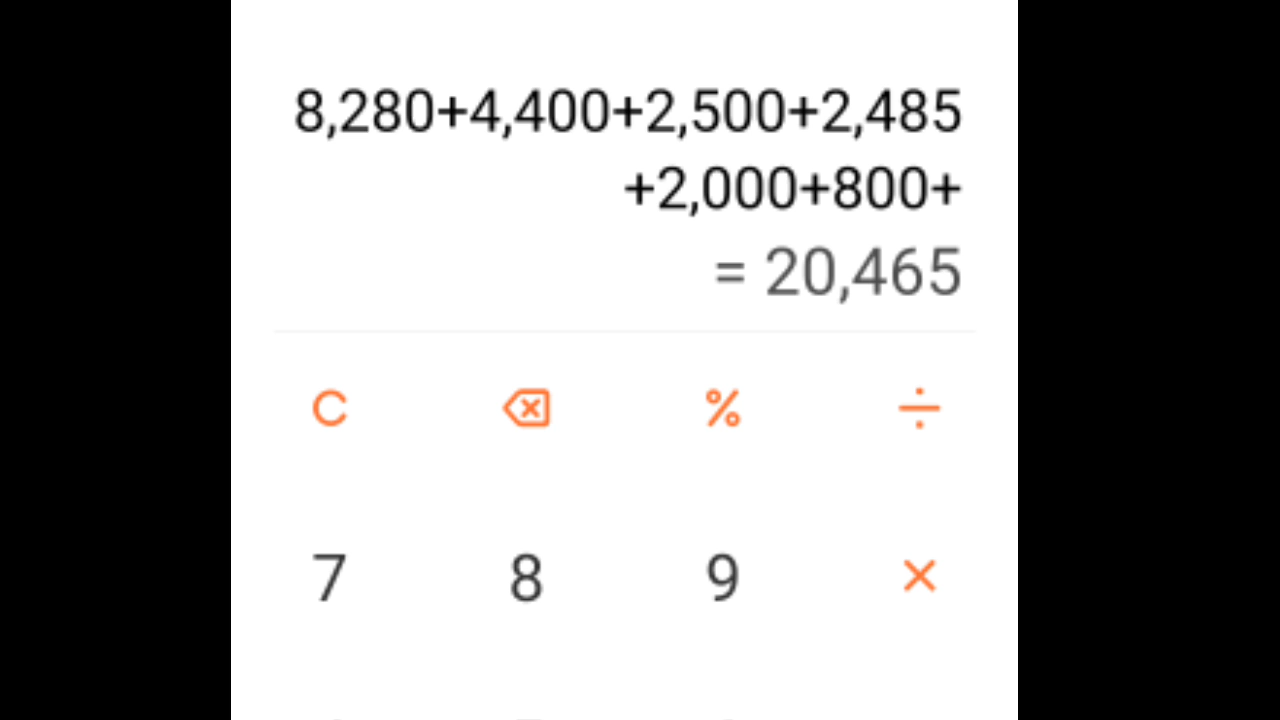 8,280+4,400+2,500+2,485
+2,000+800+
= 20,465
C % ÷
7 8 9 ×